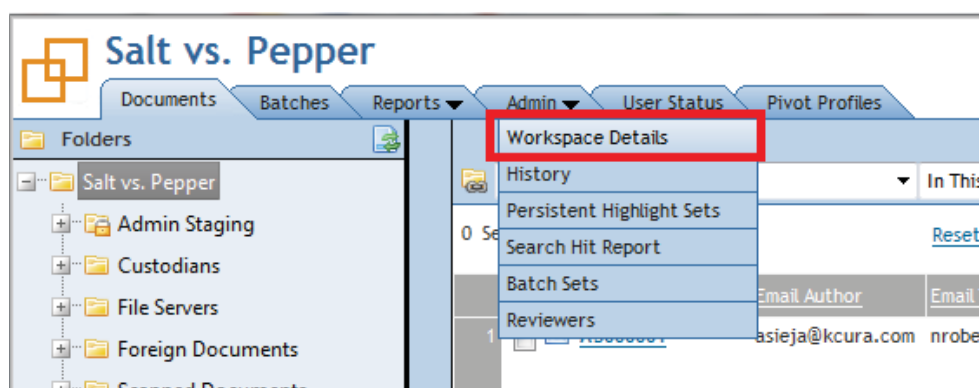 Salt vs. Pepper
Documents Batches Reports Admin User Status Pivot Profiles
Folders
Workspace Details
History
Persistent Highlight Sets
Search Hit Report
Batch Sets
Reviewers
Salt vs. Pepper
Admin Staging
Custodians
File Servers
Foreign Documents
In This
0 Se
Reset
Email Author Email
1 asieja@kcura.com nrobe